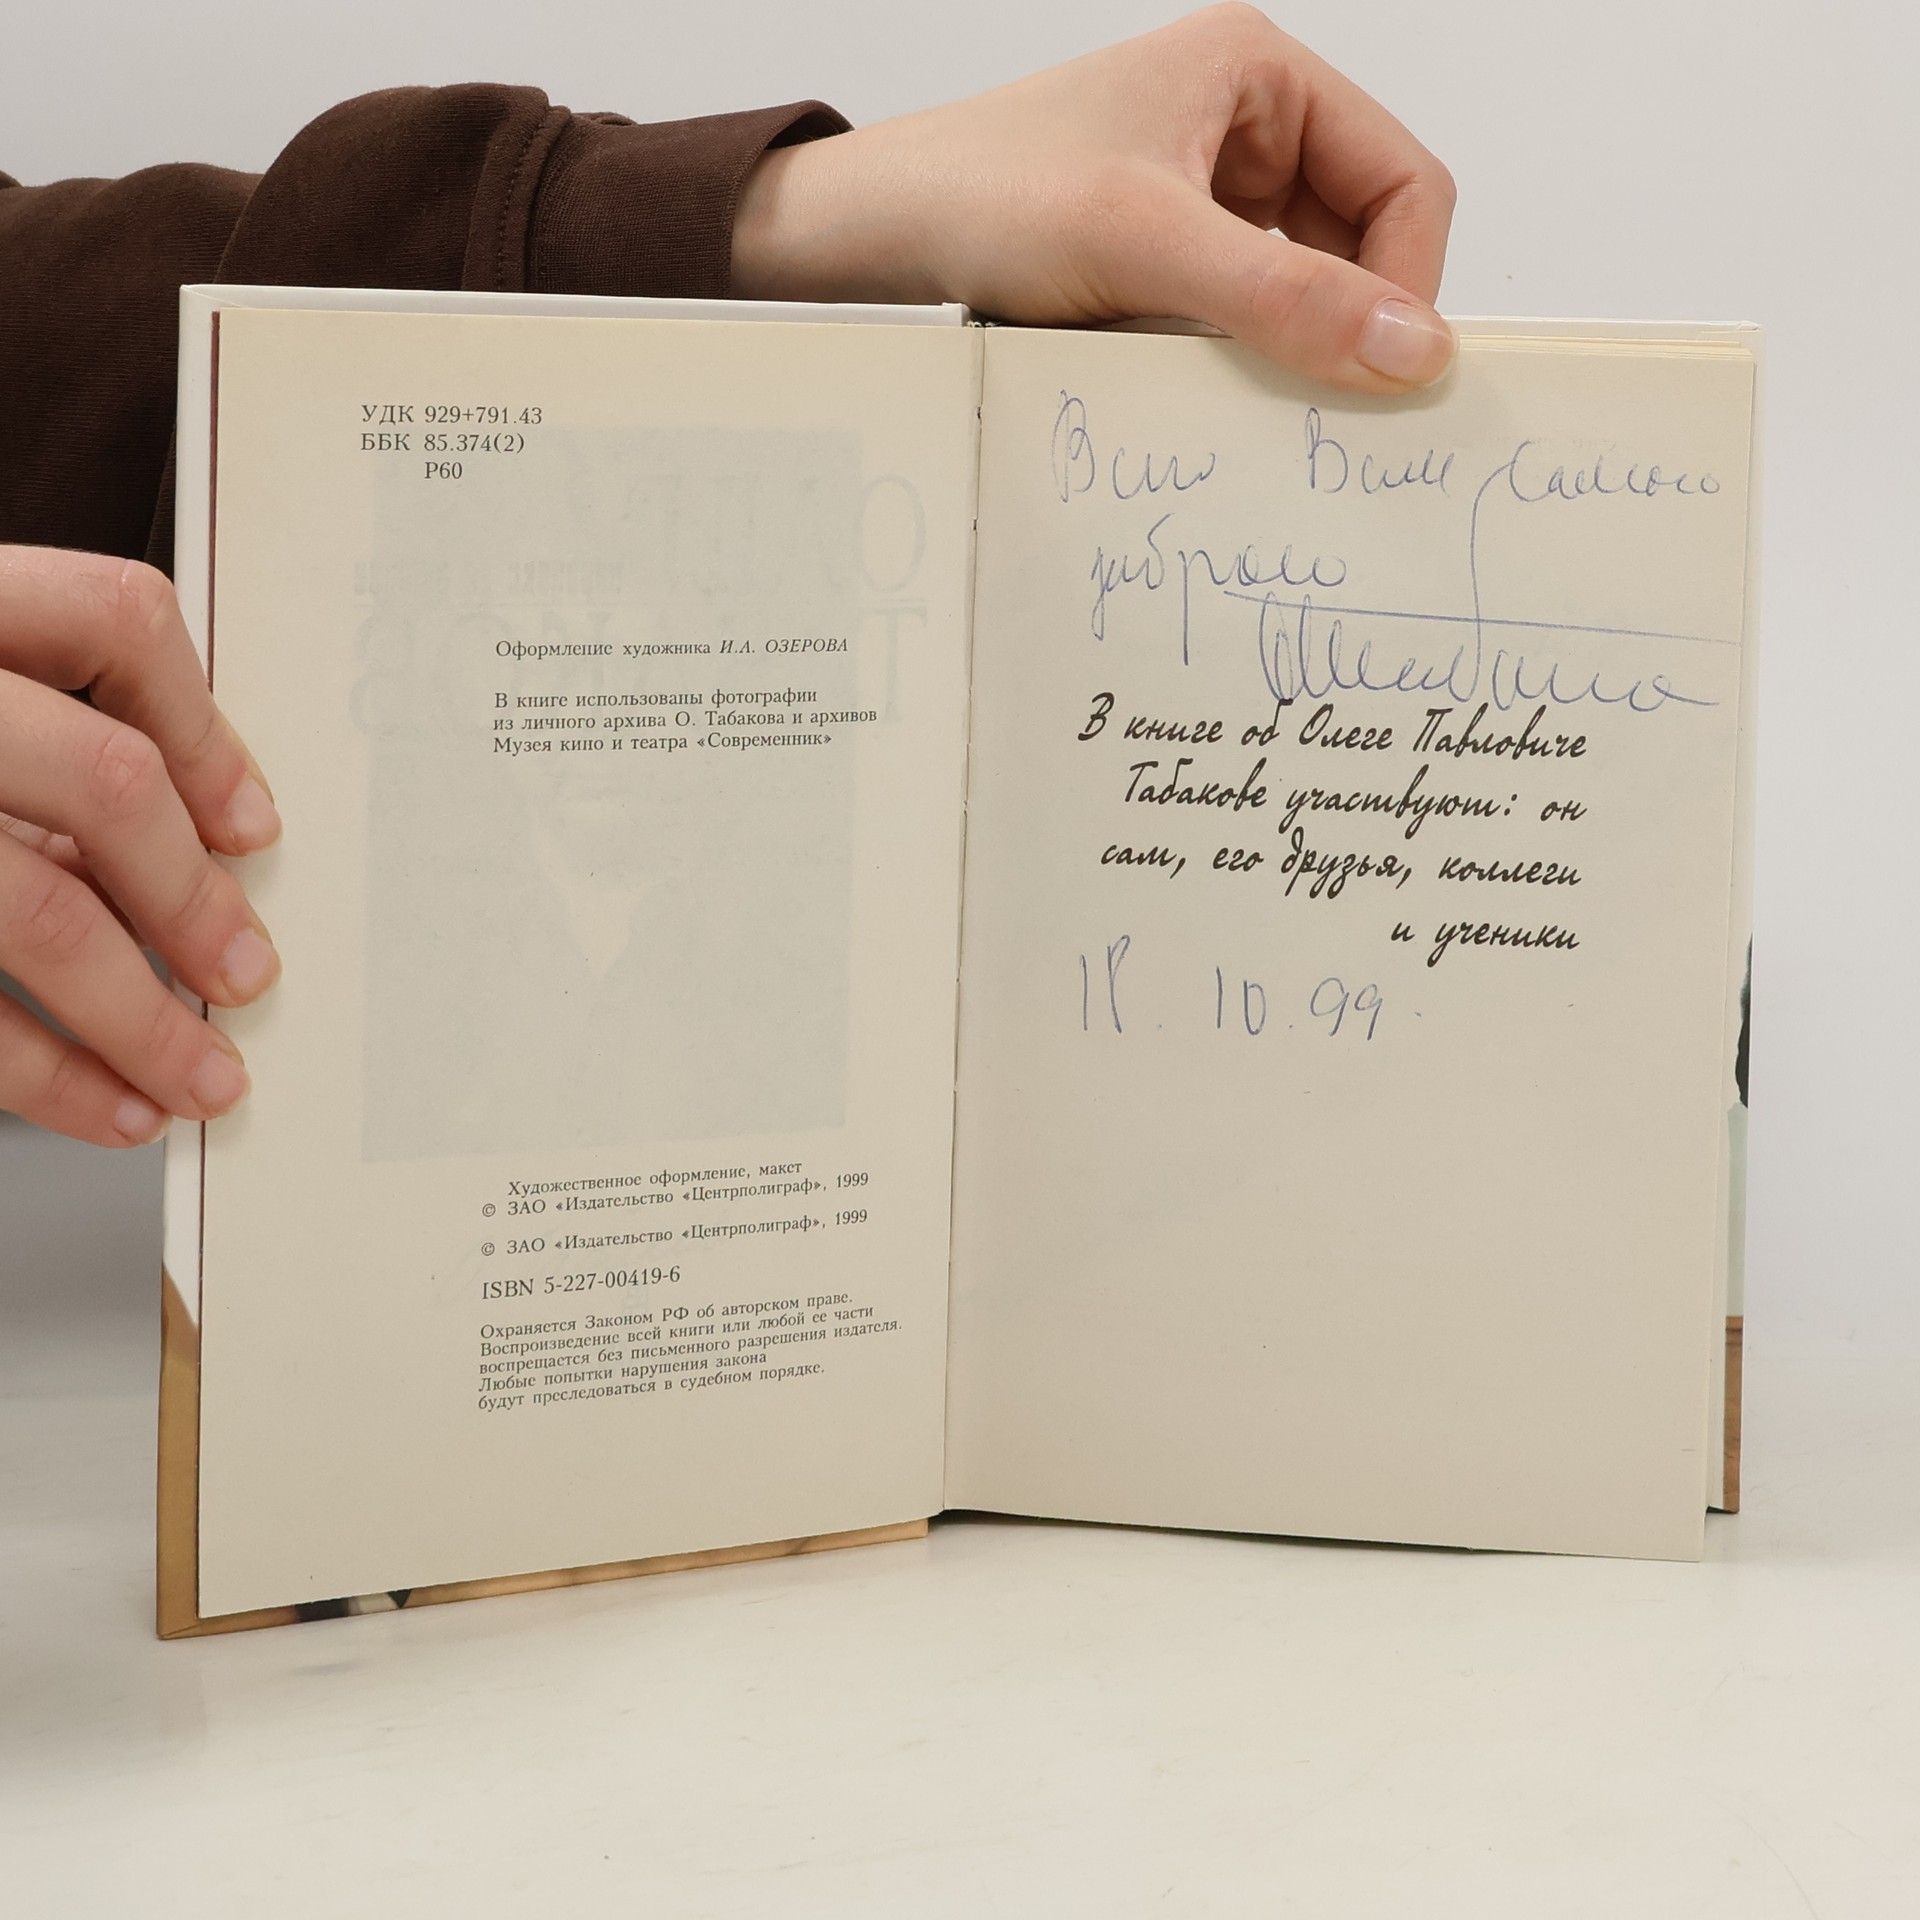 УДК 929+791.43
ББК 85.374(2)
Р60
Оформление художника И.А. ОЗЕРОВА
В книге использованы фотографии
из личного архива О. Табакова и архивов
Музея кино и театра «Современник»
Художественное оформление, макет
© ЗАО «Издательство «Центрполиграф», 1999
© ЗАО «Издательство «Центрполиграф», 1999
ISBN 5-227-00419-6
Охраняется Законом РФ об авторском праве.
Воспроизведение всей книги или любой ее части
воспрещается без письменного разрешения издателя.
Любые попытки нарушения закона
будут преследоваться в судебном порядке.
Вам самого
доброго
В книге об Олеге Павловиче
Табакове участвуют: он
сам, его друзья, коллеги
и ученики
18.10.99.